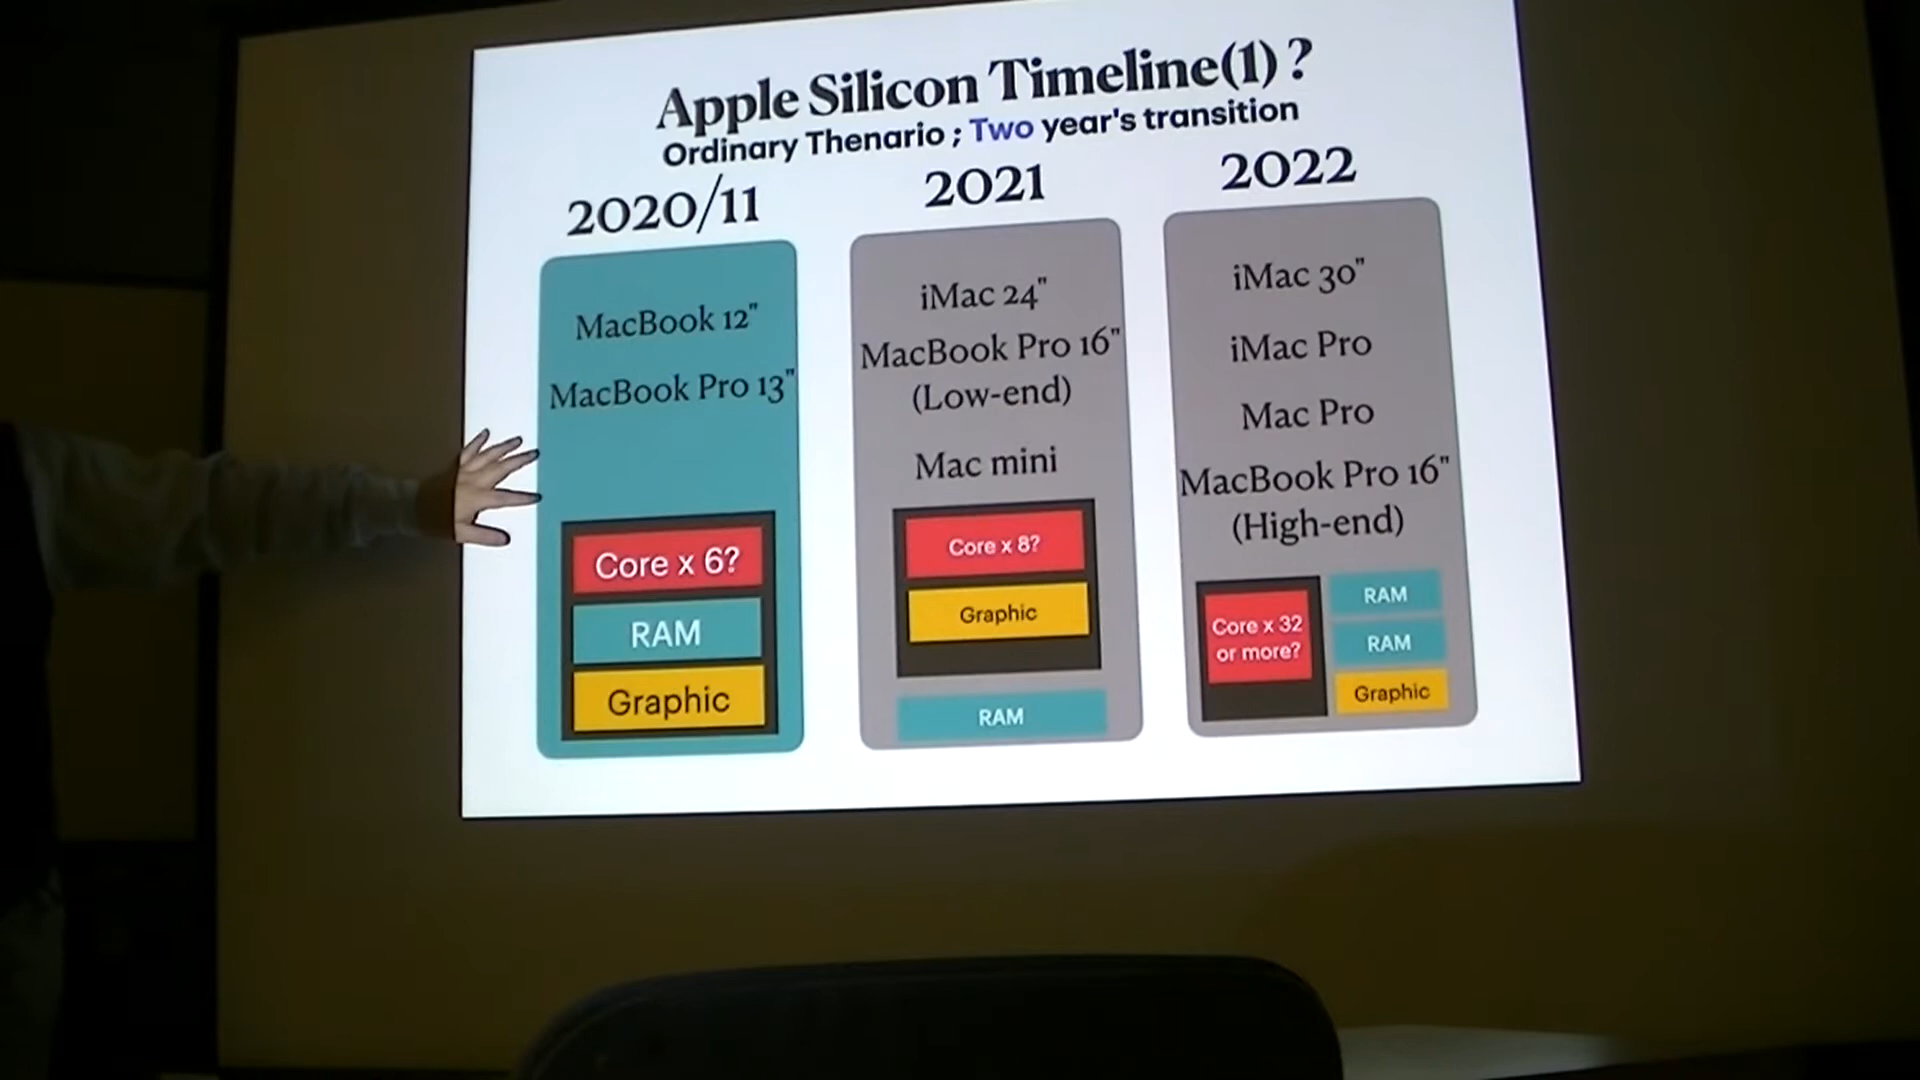 Apple Silicon Timeline(1) ?
Ordinary Thenario ; Two year's transition
2020/11
MacBook 12"
MacBook Pro 13"
Core x 6?
RAM
Graphic
2021
iMac 24"
MacBook Pro 16"
(Low-end)
Mac mini
Core x 8?
Graphic
RAM
2022
iMac 30"
iMac Pro
Mac Pro
MacBook Pro 16"
(High-end)
Core x 32
or more?
RAM
RAM
Graphic